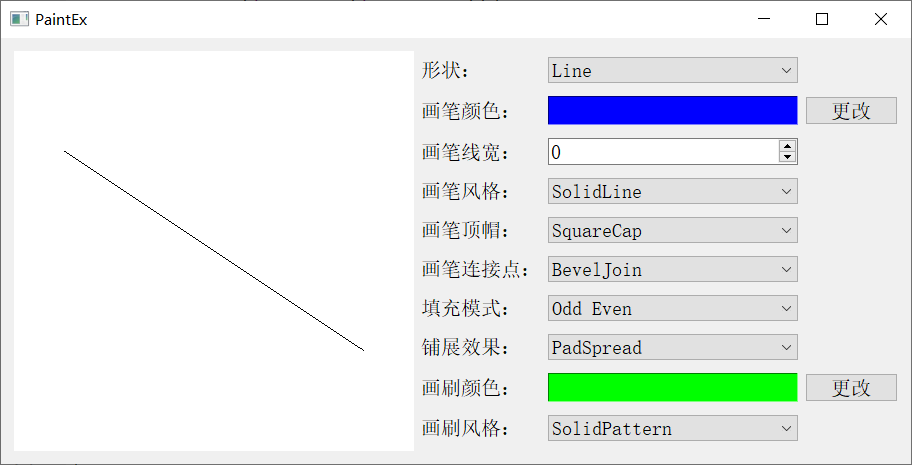 PaintEx
形状： Line
画笔颜色： 更改
画笔线宽： 0
画笔风格： SolidLine
画笔顶帽： SquareCap
画笔连接点： BevelJoin
填充模式： Odd Even
铺展效果： PadSpread
画刷颜色： 更改
画刷风格： SolidPattern